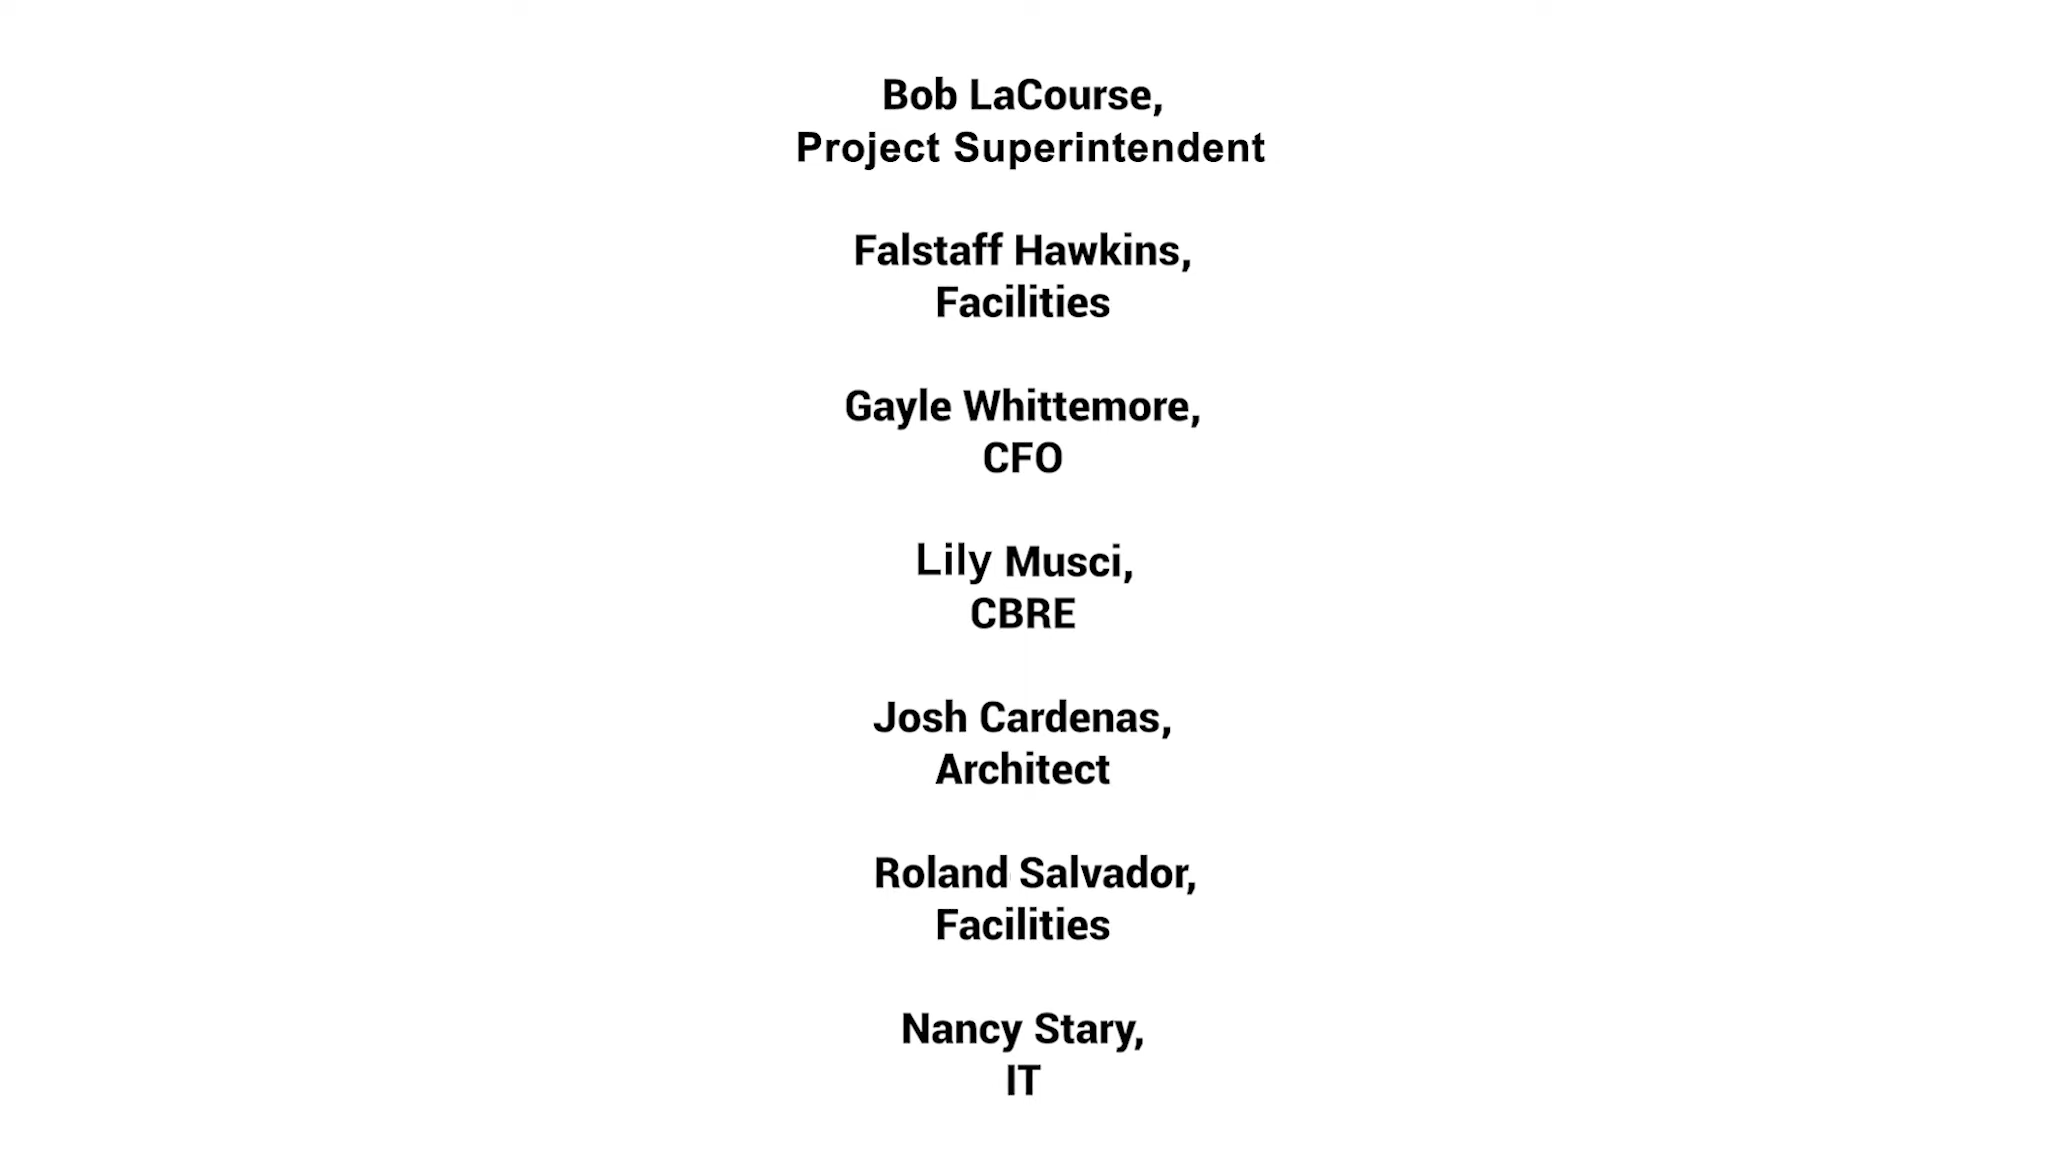 Bob LaCourse,
Project Superintendent
Falstaff Hawkins,
Facilities
Gayle Whittemore,
CFO
Lily Musci,
CBRE
Josh Cardenas,
Architect
Roland Salvador,
Facilities
Nancy Stary,
IT